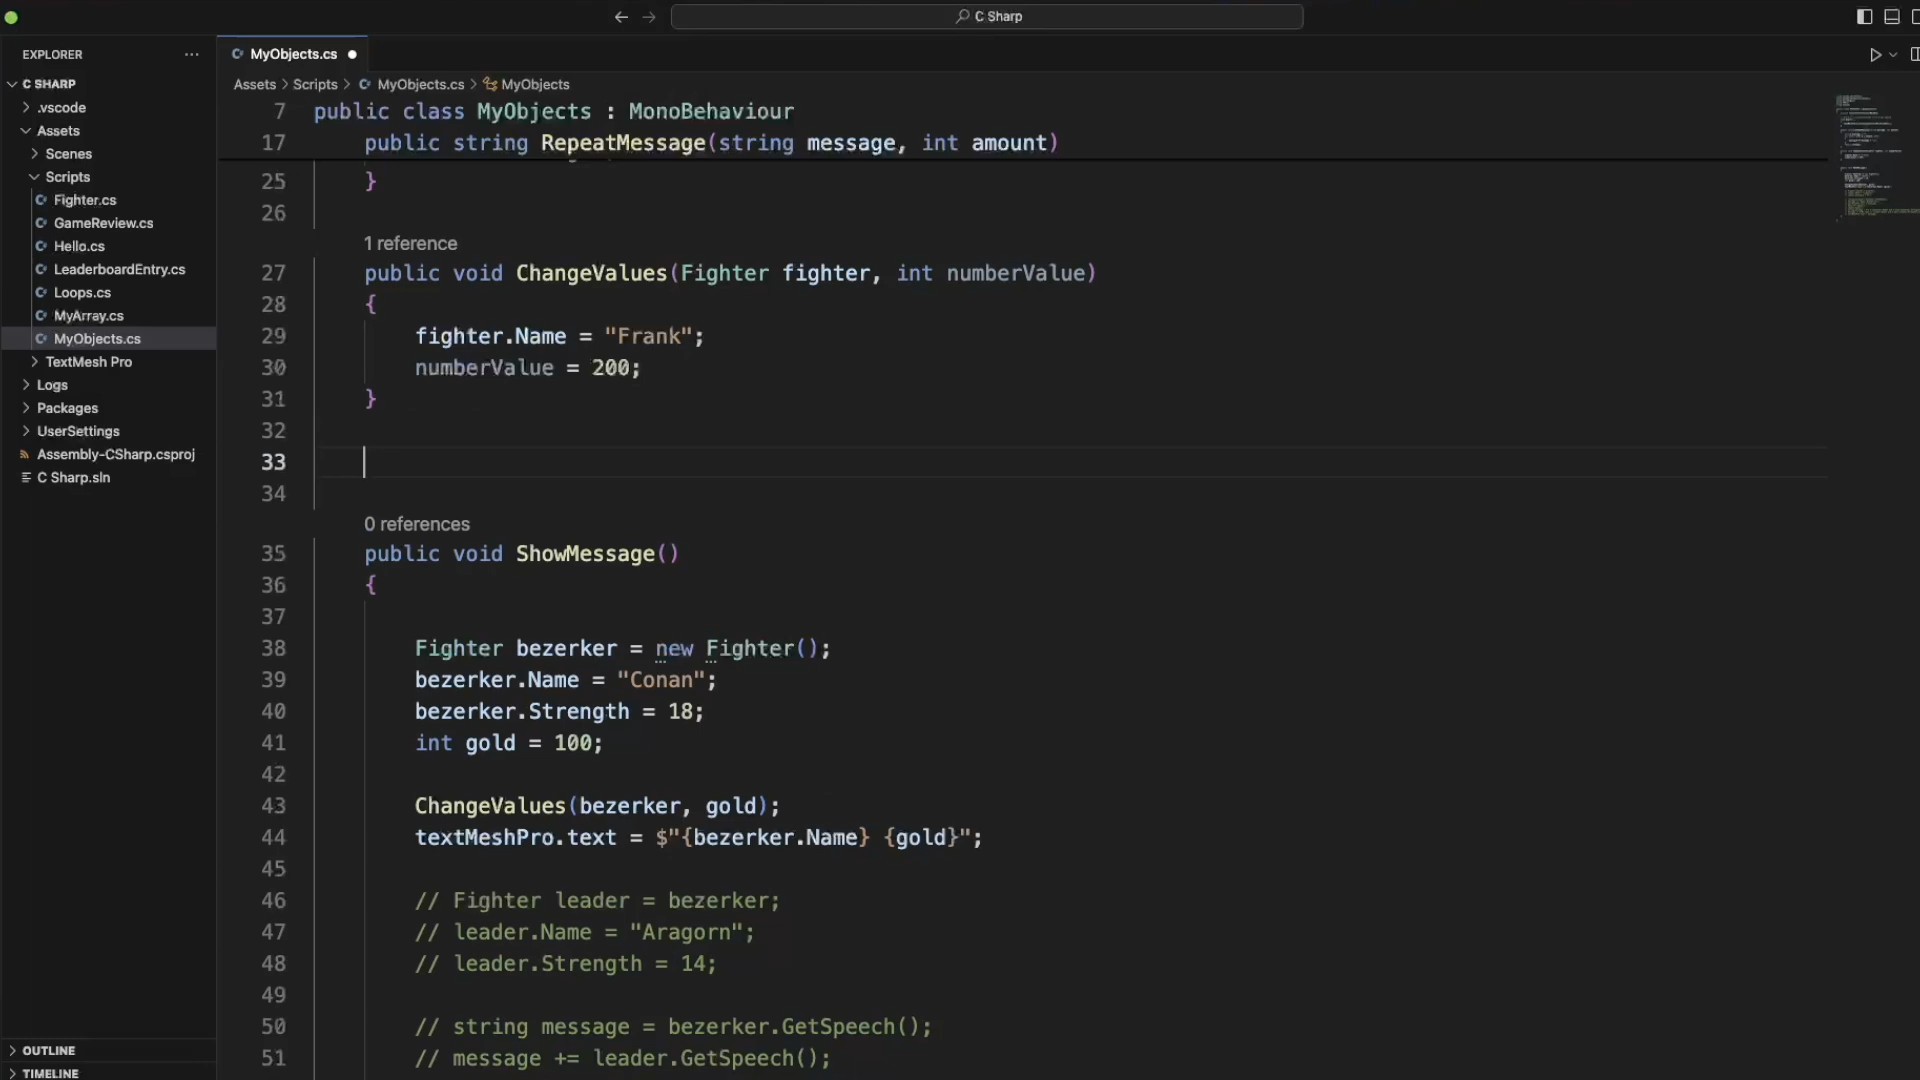 C Sharp
EXPLORER
MyObjects.cs
C SHARP
.vscode
Assets
Scenes
Scripts
Fighter.cs
GameReview.cs
Hello.cs
LeaderboardEntry.cs
Loops.cs
MyArray.cs
MyObjects.cs
TextMesh Pro
Logs
Packages
UserSettings
Assembly-CSharp.csproj
C Sharp.sln
OUTLINE
TIMELINE
Assets > Scripts > MyObjects.cs > MyObjects
7 public class MyObjects : MonoBehaviour
17 public string RepeatMessage(string message, int amount)
25 }
26
1 reference
27 public void ChangeValues(Fighter fighter, int numberValue)
28 {
29 fighter.Name = "Frank";
30 numberValue = 200;
31 }
32
33
34
0 references
35 public void ShowMessage()
36 {
37
38 Fighter bezerker = new Fighter();
39 bezerker.Name = "Conan";
40 bezerker.Strength = 18;
41 int gold = 100;
42
43 ChangeValues(bezerker, gold);
44 textMeshPro.text = $"{bezerker.Name} {gold}";
45
46 // Fighter leader = bezerker;
47 // leader.Name = "Aragorn";
48 // leader.Strength = 14;
49
50 // string message = bezerker.GetSpeech();
51 // message += leader.GetSpeech();